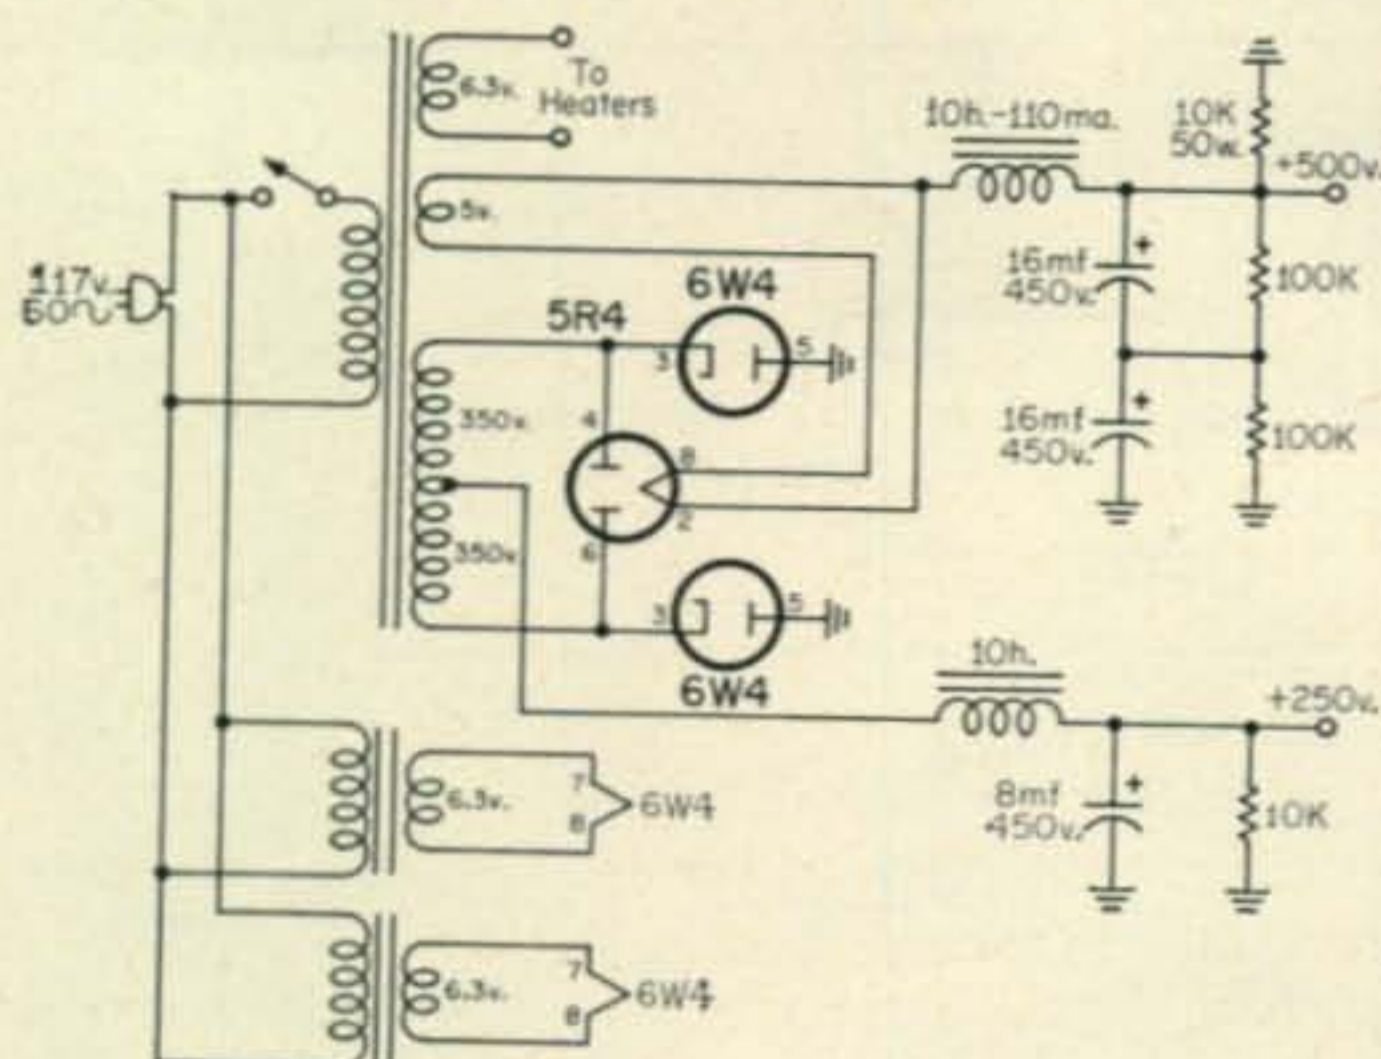 6.3v.
To
Heaters
5v.
117v.
60
10h.-110ma.
10K
50w.
+500v.
16mf
450v.
100K
16mf
450v.
100K
6W4
3
5
5R4
350v.
4
8
2
350v.
6
3
5
6W4
10h.
+250v.
8mf
450v.
10K
6.3v.
7
8
6W4
6.3v.
7
8
6W4